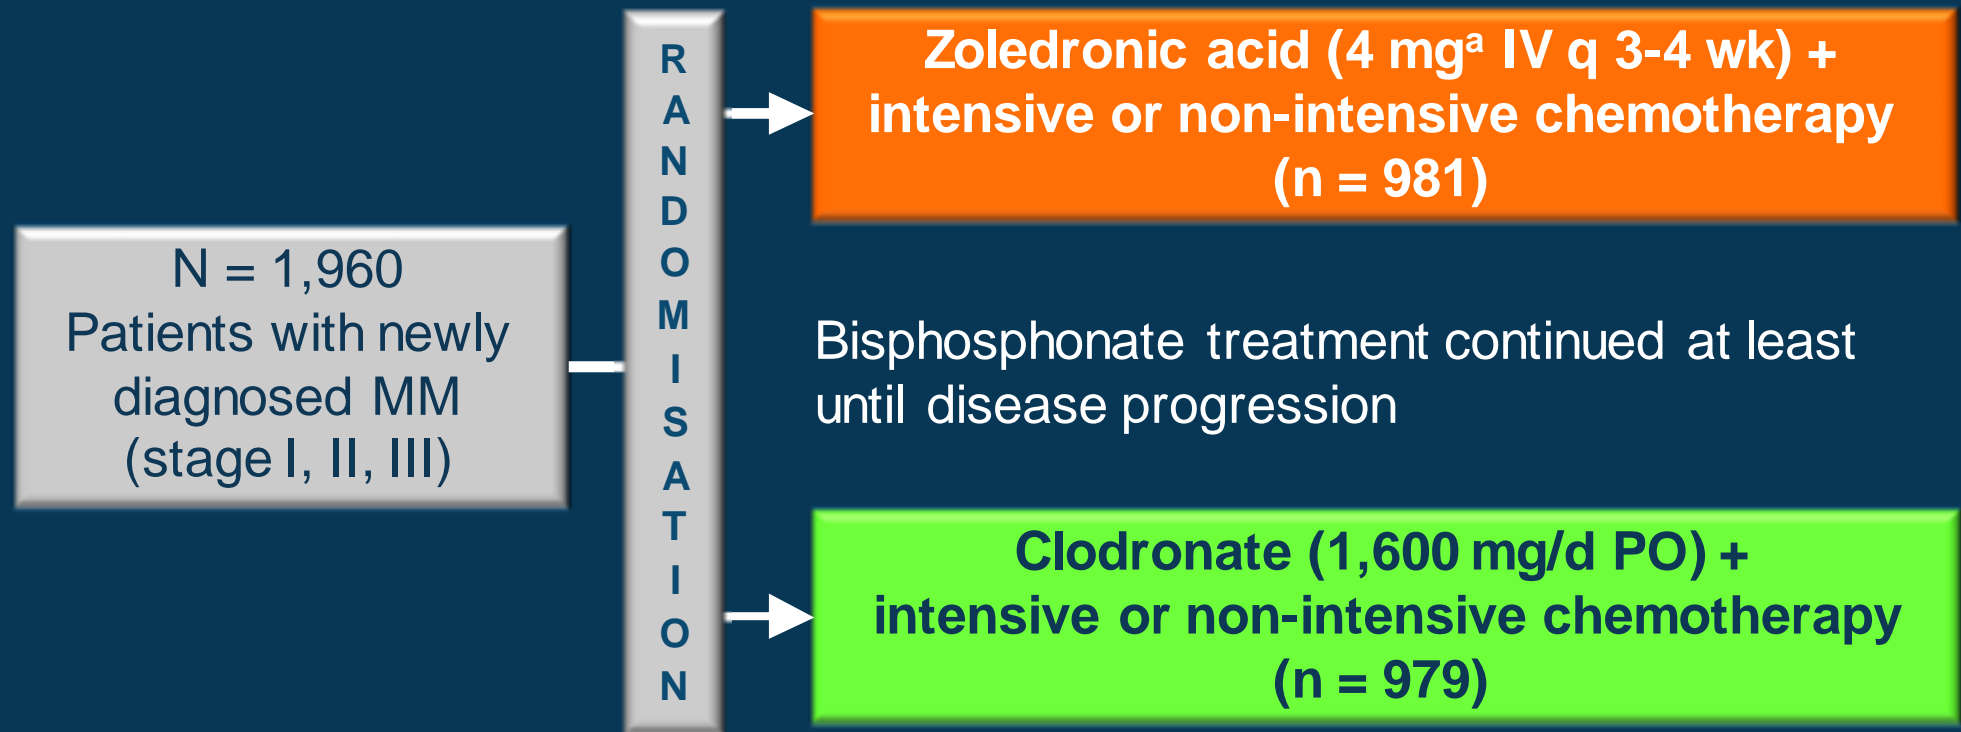 N = 1,960
Patients with newly
diagnosed MM
(stage I, II, III)
R
A
N
D
O
M
I
S
A
T
I
O
N
Zoledronic acid (4 mgᵃ IV q 3-4 wk) +
intensive or non-intensive chemotherapy
(n = 981)
Bisphosphonate treatment continued at least
until disease progression
Clodronate (1,600 mg/d PO) +
intensive or non-intensive chemotherapy
(n = 979)